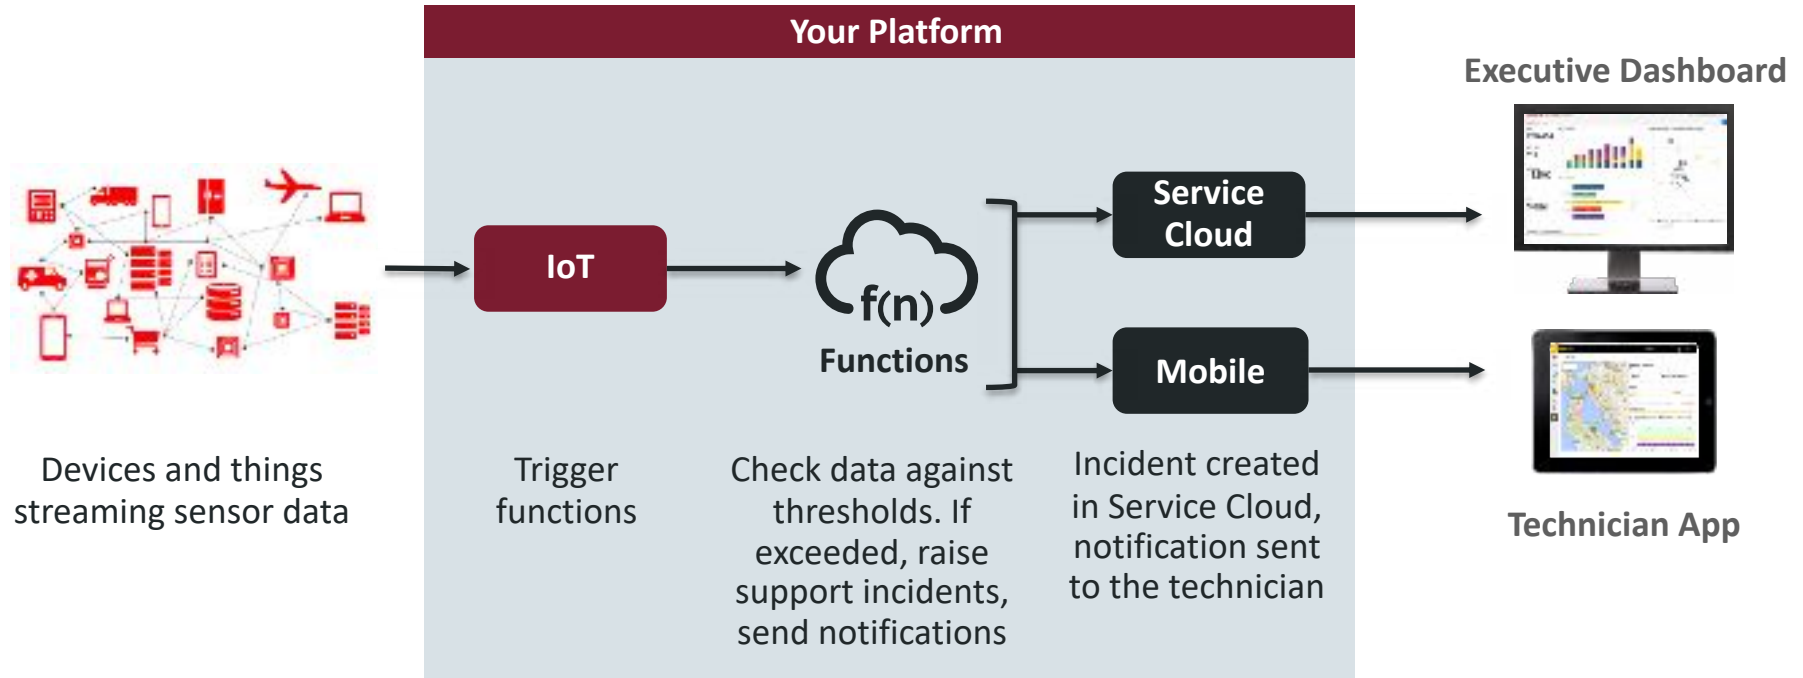 Your Platform
Executive Dashboard
Service
Cloud
IoT
f(n)
Functions
Mobile
Devices and things
streaming sensor data
Trigger
functions
Check data against
thresholds. If
exceeded, raise
support incidents,
send notifications
Incident created
in Service Cloud,
notification sent
to the technician
Technician App